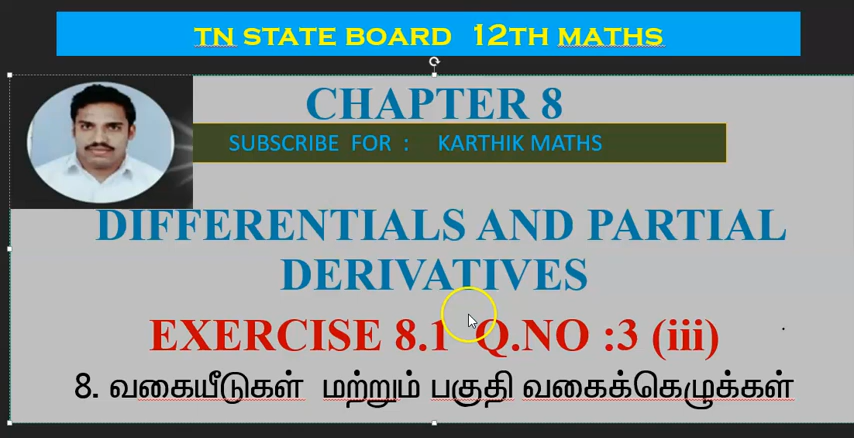 TN STATE BOARD 12TH MATHS
CHAPTER 8
SUBSCRIBE FOR : KARTHIK MATHS
DIFFERENTIALS AND PARTIAL
DERIVATIVES
EXERCISE 8.1 Q.NO :3 (iii)
8. வகையீடுகள் மற்றும் பகுதி வகைக்கெழுக்கள்